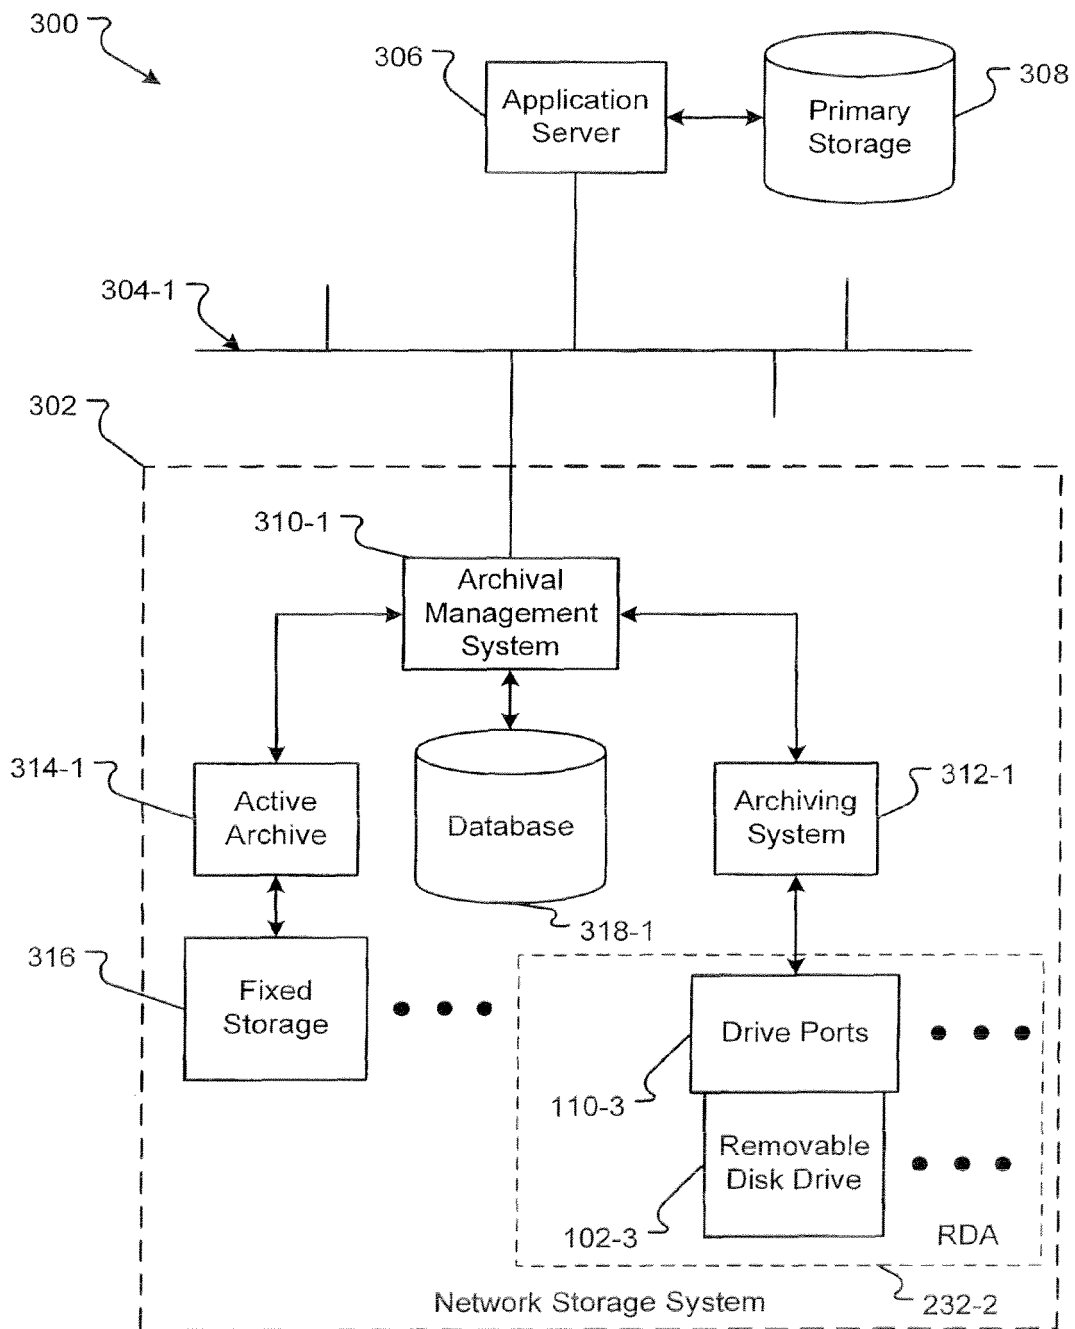 300
306
Application
Server
Primary
Storage
308
304-1
302
310-1
Archival
Management
System
314-1
Active
Archive
Database
Archiving
System
312-1
318-1
316
Fixed
Storage
Drive Ports
110-3
Removable
Disk Drive
102-3
RDA
Network Storage System
232-2